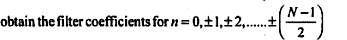 obtain the filter coefficients for n = 0, ±1, ±2, ...... ± ( (N − 1) / 2 )